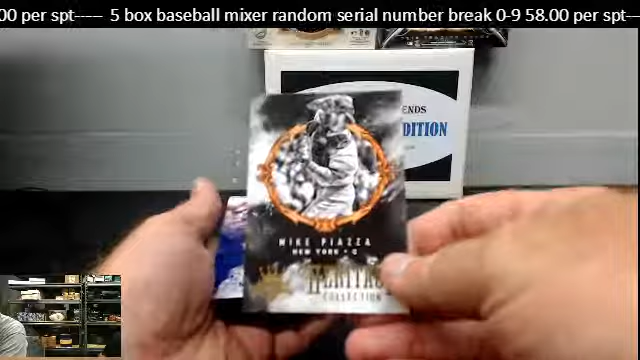 00 per spt----- 5 box baseball mixer random serial number break 0-9 58.00 per spt---
ENDS
DITION
MIKE PIAZZA
NEW YORK • C
HERITAGE
COLLECTION